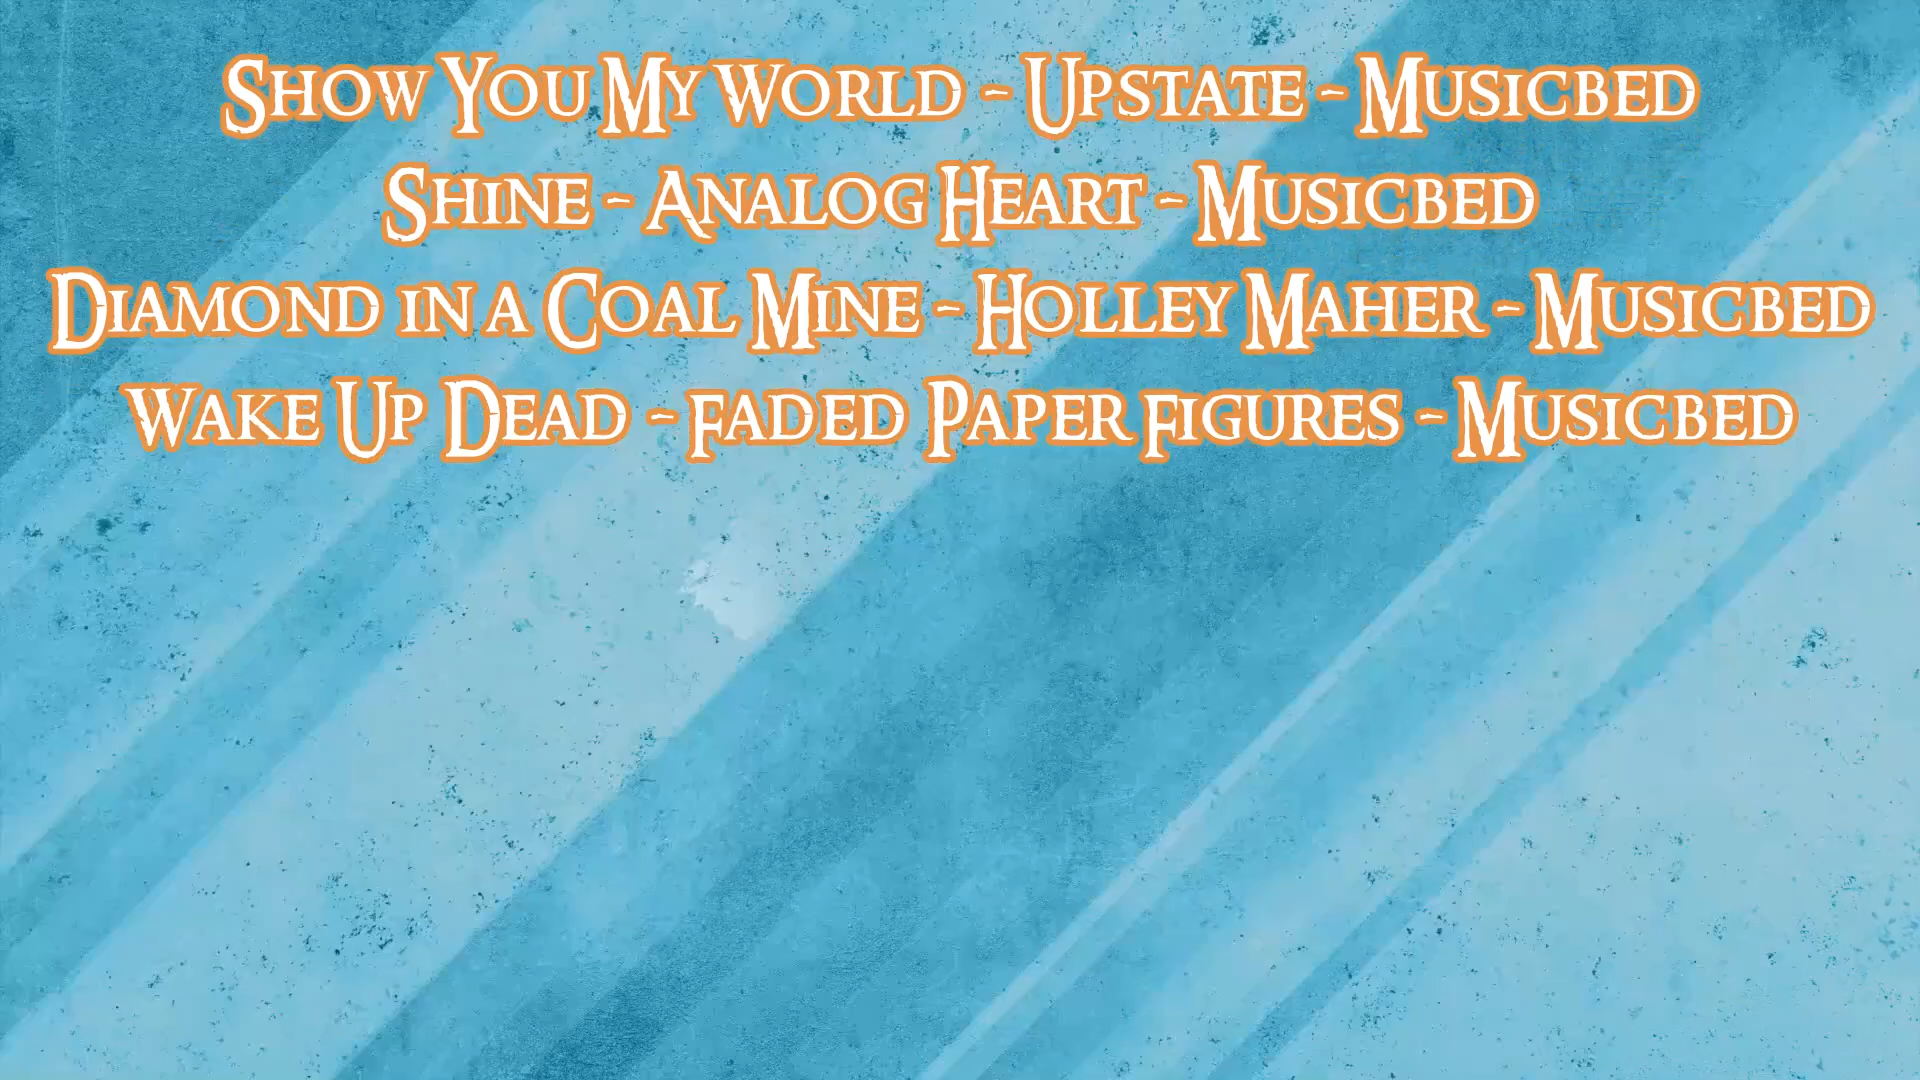 Show You My World - Upstate - Musicbed
Shine - Analog Heart - Musicbed
Diamond in a Coal Mine - Holley Maher - Musicbed
Wake Up Dead - Faded Paper Figures - Musicbed